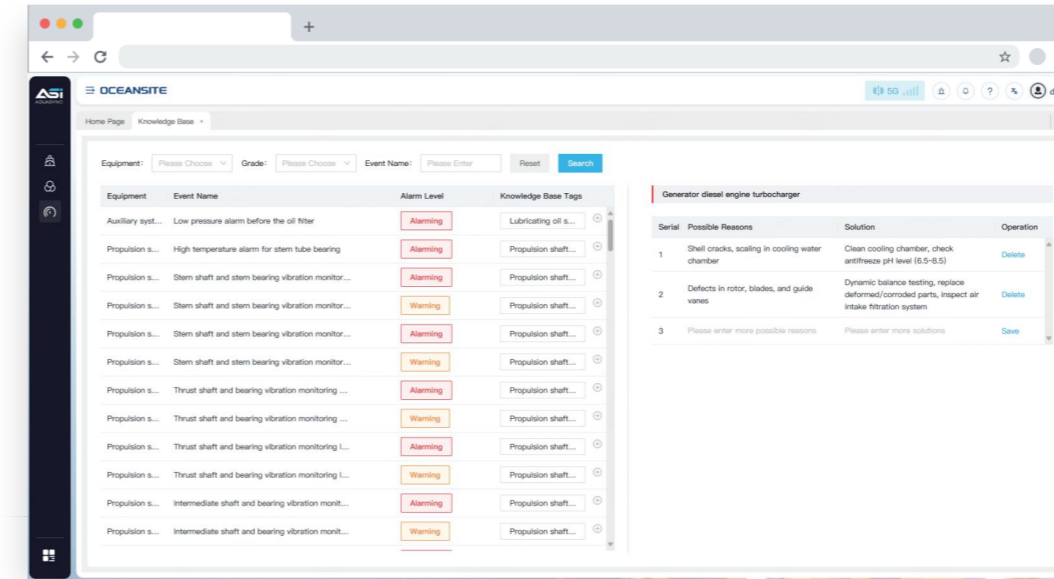 ASI
AQUADYNO
OCEANSITE
5G
Home Page
Knowledge Base ×
Equipment: Please Choose
Grade: Please Choose
Event Name: Please Enter
Reset
Search
Equipment Event Name Alarm Level Knowledge Base Tags
Auxiliary syst... Low pressure alarm before the oil filter Alarming Lubricating oil s...
Propulsion s... High temperature alarm for stern tube bearing Alarming Propulsion shaft...
Propulsion s... Stern shaft and stern bearing vibration monitor... Alarming Propulsion shaft...
Propulsion s... Stern shaft and stern bearing vibration monitor... Warning Propulsion shaft...
Propulsion s... Stern shaft and stern bearing vibration monitor... Alarming Propulsion shaft...
Propulsion s... Stern shaft and stern bearing vibration monitor... Warning Propulsion shaft...
Propulsion s... Thrust shaft and bearing vibration monitoring ... Alarming Propulsion shaft...
Propulsion s... Thrust shaft and bearing vibration monitoring ... Warning Propulsion shaft...
Propulsion s... Thrust shaft and bearing vibration monitoring i... Alarming Propulsion shaft...
Propulsion s... Thrust shaft and bearing vibration monitoring i... Warning Propulsion shaft...
Propulsion s... Intermediate shaft and bearing vibration monit... Alarming Propulsion shaft...
Propulsion s... Intermediate shaft and bearing vibration monit... Warning Propulsion shaft...
Generator diesel engine turbocharger
Serial Possible Reasons Solution Operation
1 Shell cracks, scaling in cooling water
chamber
Clean cooling chamber, check
antifreeze pH level (6.5-8.5)
Delete
2 Defects in rotor, blades, and guide
vanes
Dynamic balance testing, replace
deformed/corroded parts, inspect air
intake filtration system
Delete
3 Please enter more possible reasons Please enter more solutions Save